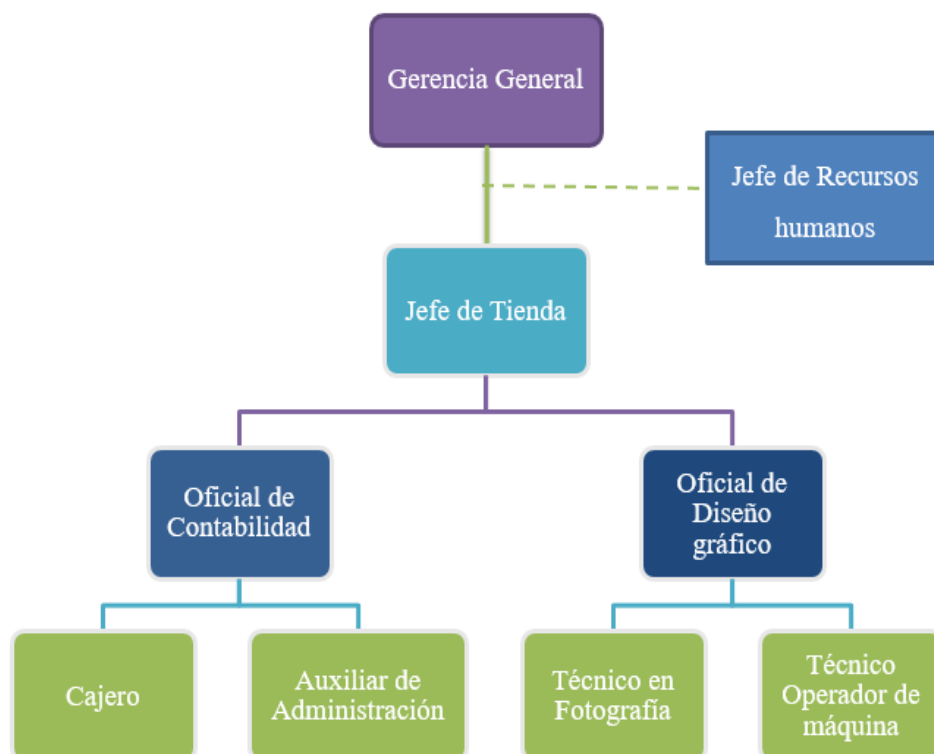 Gerencia General
Jefe de Recursos
humanos
Jefe de Tienda
Oficial de
Contabilidad
Oficial de
Diseño
gráfico
Cajero
Auxiliar de
Administración
Técnico en
Fotografía
Técnico
Operador de
máquina